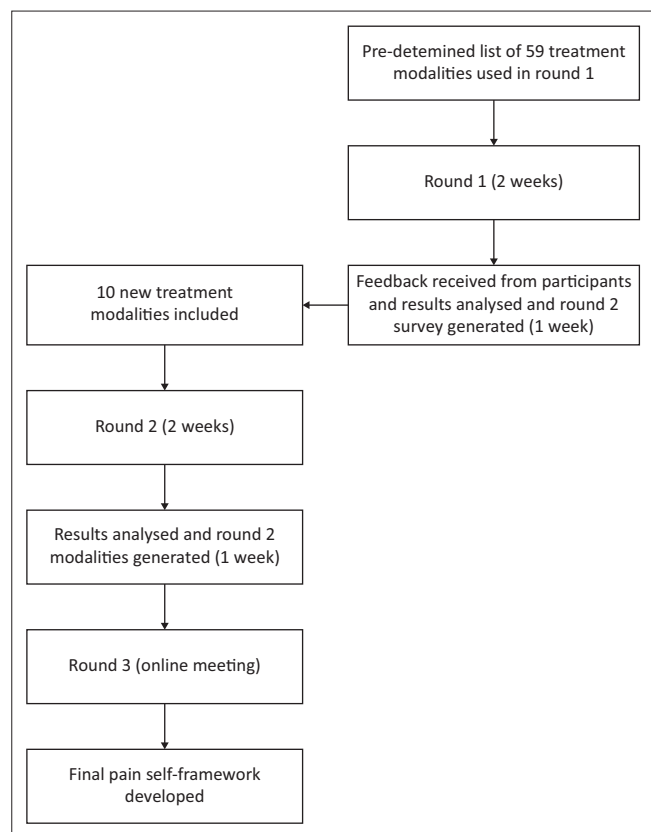 Pre-detemined list of 59 treatment
modalities used in round 1
Round 1 (2 weeks)
Feedback received from participants
and results analysed and round 2
survey generated (1 week)
10 new treatment
modalities included
Round 2 (2 weeks)
Results analysed and round 2
modalities generated (1 week)
Round 3 (online meeting)
Final pain self-framework
developed